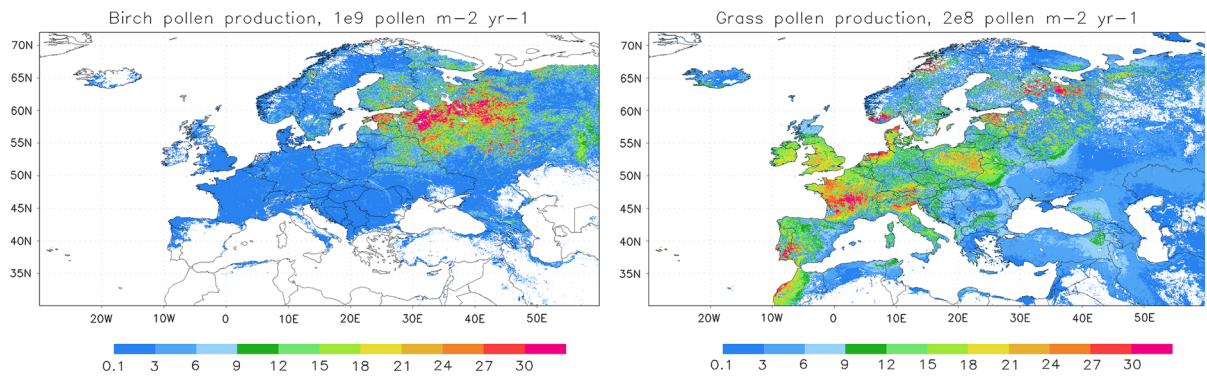 Birch pollen production, 1e9 pollen m-2 yr-1
70N
65N
60N
55N
50N
45N
40N
35N
20W 10W 0 10E 20E 30E 40E 50E
0.1 3 6 9 12 15 18 21 24 27 30
Grass pollen production, 2e8 pollen m-2 yr-1
70N
65N
60N
55N
50N
45N
40N
35N
20W 10W 0 10E 20E 30E 40E 50E
0.1 3 6 9 12 15 18 21 24 27 30